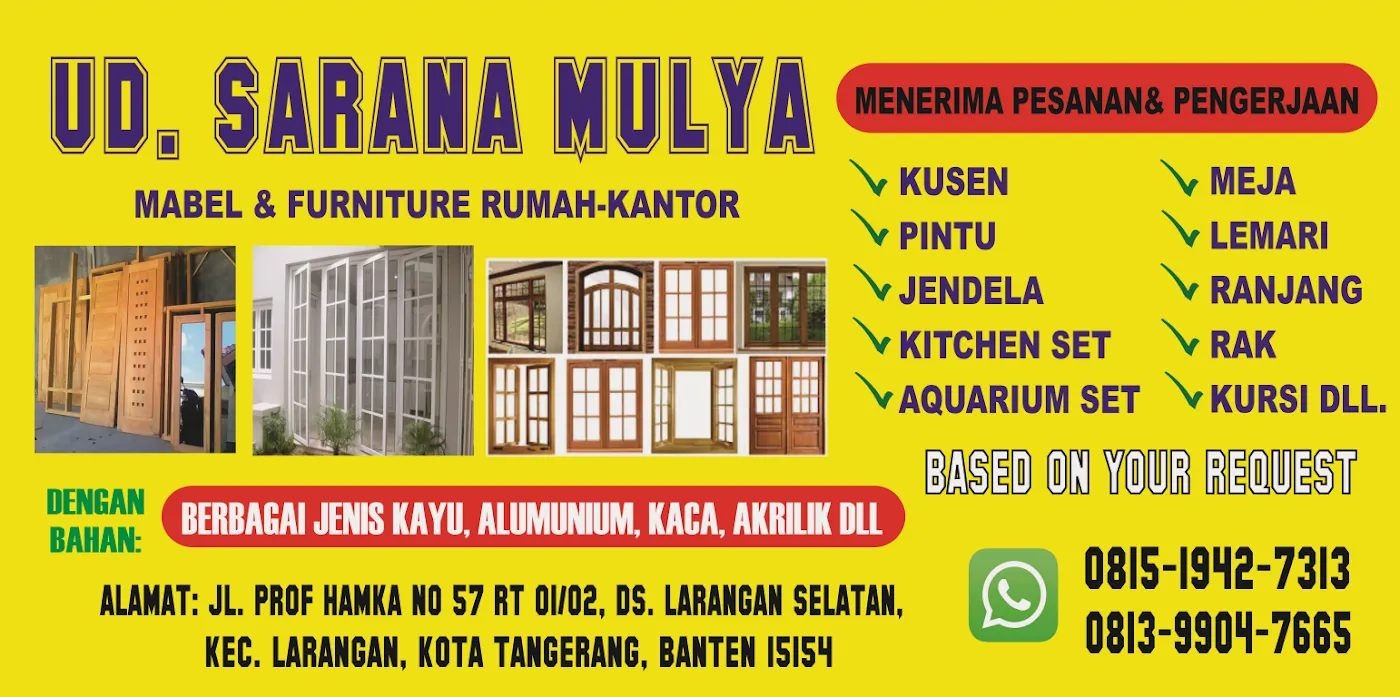 UD. SARANA MULYA
MABEL & FURNITURE RUMAH-KANTOR
MENERIMA PESANAN& PENGERJAAN
KUSEN
PINTU
JENDELA
KITCHEN SET
AQUARIUM SET
MEJA
LEMARI
RANJANG
RAK
KURSI DLL.
BASED ON YOUR REQUEST
DENGAN
BAHAN:
BERBAGAI JENIS KAYU, ALUMUNIUM, KACA, AKRILIK DLL
ALAMAT: JL. PROF HAMKA NO 57 RT 01/02, DS. LARANGAN SELATAN,
KEC. LARANGAN, KOTA TANGERANG, BANTEN 15154
0815-1942-7313
0813-9904-7665